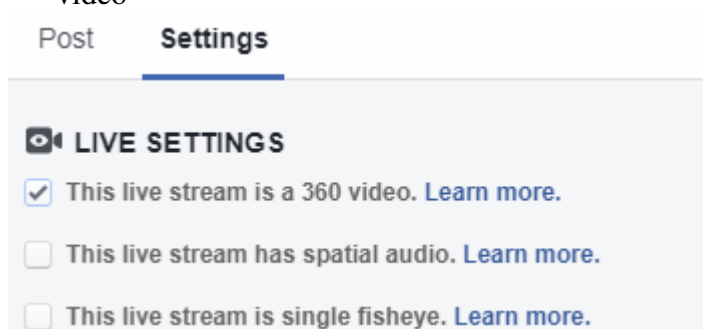 video
Post Settings
LIVE SETTINGS
This live stream is a 360 video. Learn more.
This live stream has spatial audio. Learn more.
This live stream is single fisheye. Learn more.